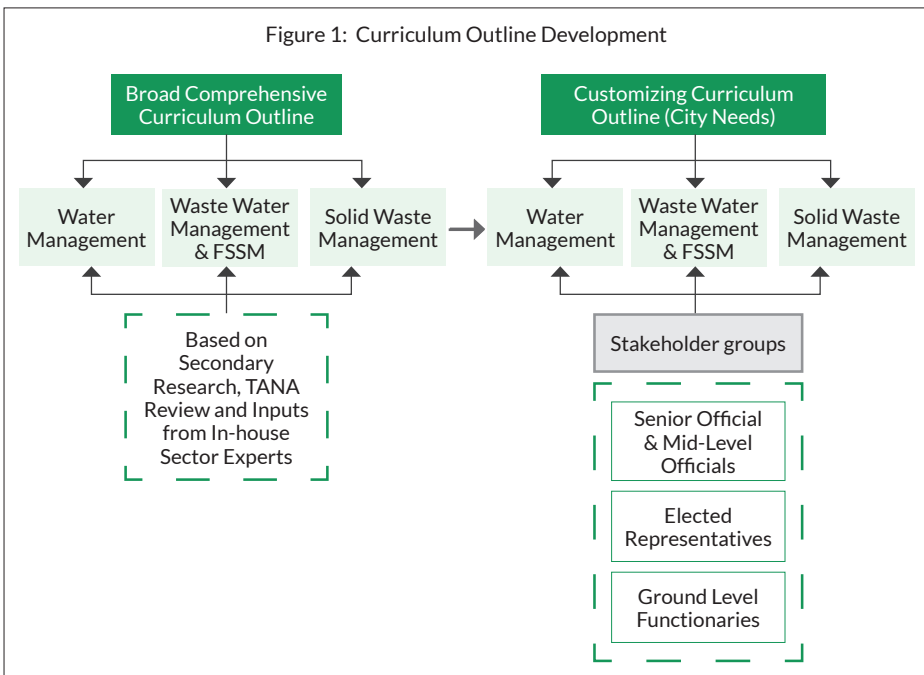 Figure 1: Curriculum Outline Development
Broad Comprehensive
Curriculum Outline
Water
Management
Waste Water
Management
& FSSM
Solid Waste
Management
Based on
Secondary
Research, TANA
Review and Inputs
from In-house
Sector Experts
Customizing Curriculum
Outline (City Needs)
Water
Management
Waste Water
Management
& FSSM
Solid Waste
Management
Stakeholder groups
Senior Official
& Mid-Level
Officials
Elected
Representatives
Ground Level
Functionaries